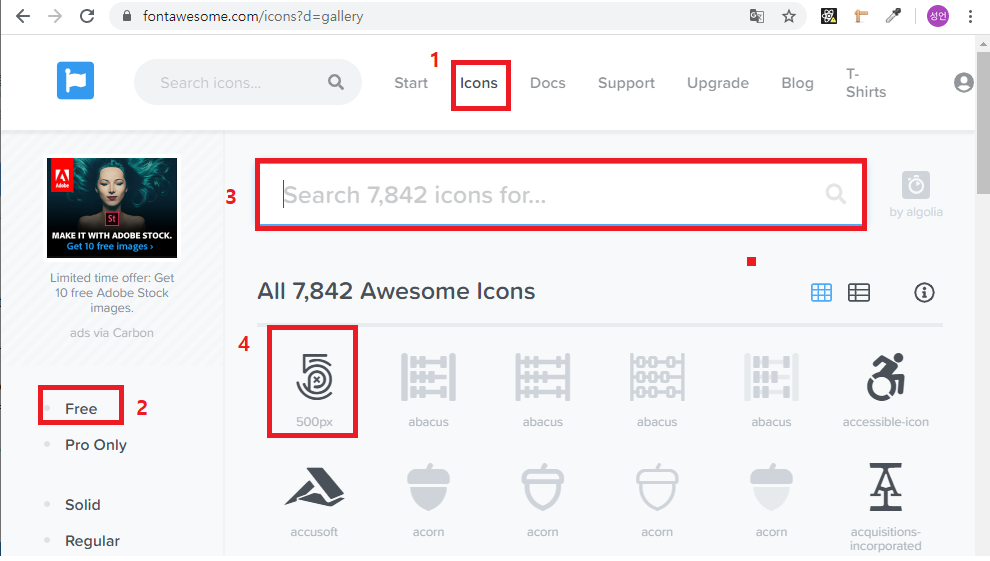 fontawesome.com/icons?d=gallery
성언
1
Search icons...
Start
Icons
Docs
Support
Upgrade
Blog
T-
Shirts
Adobe
St
MAKE IT WITH ADOBE STOCK.
Get 10 free images ›
Limited time offer: Get
10 free Adobe Stock
images.
ads via Carbon
3
Search 7,842 icons for...
by algolia
All 7,842 Awesome Icons
4
500px
abacus
abacus
abacus
abacus
accessible-icon
Free
2
Pro Only
Solid
Regular
accusoft
acorn
acorn
acorn
acorn
acquisitions-
incorporated